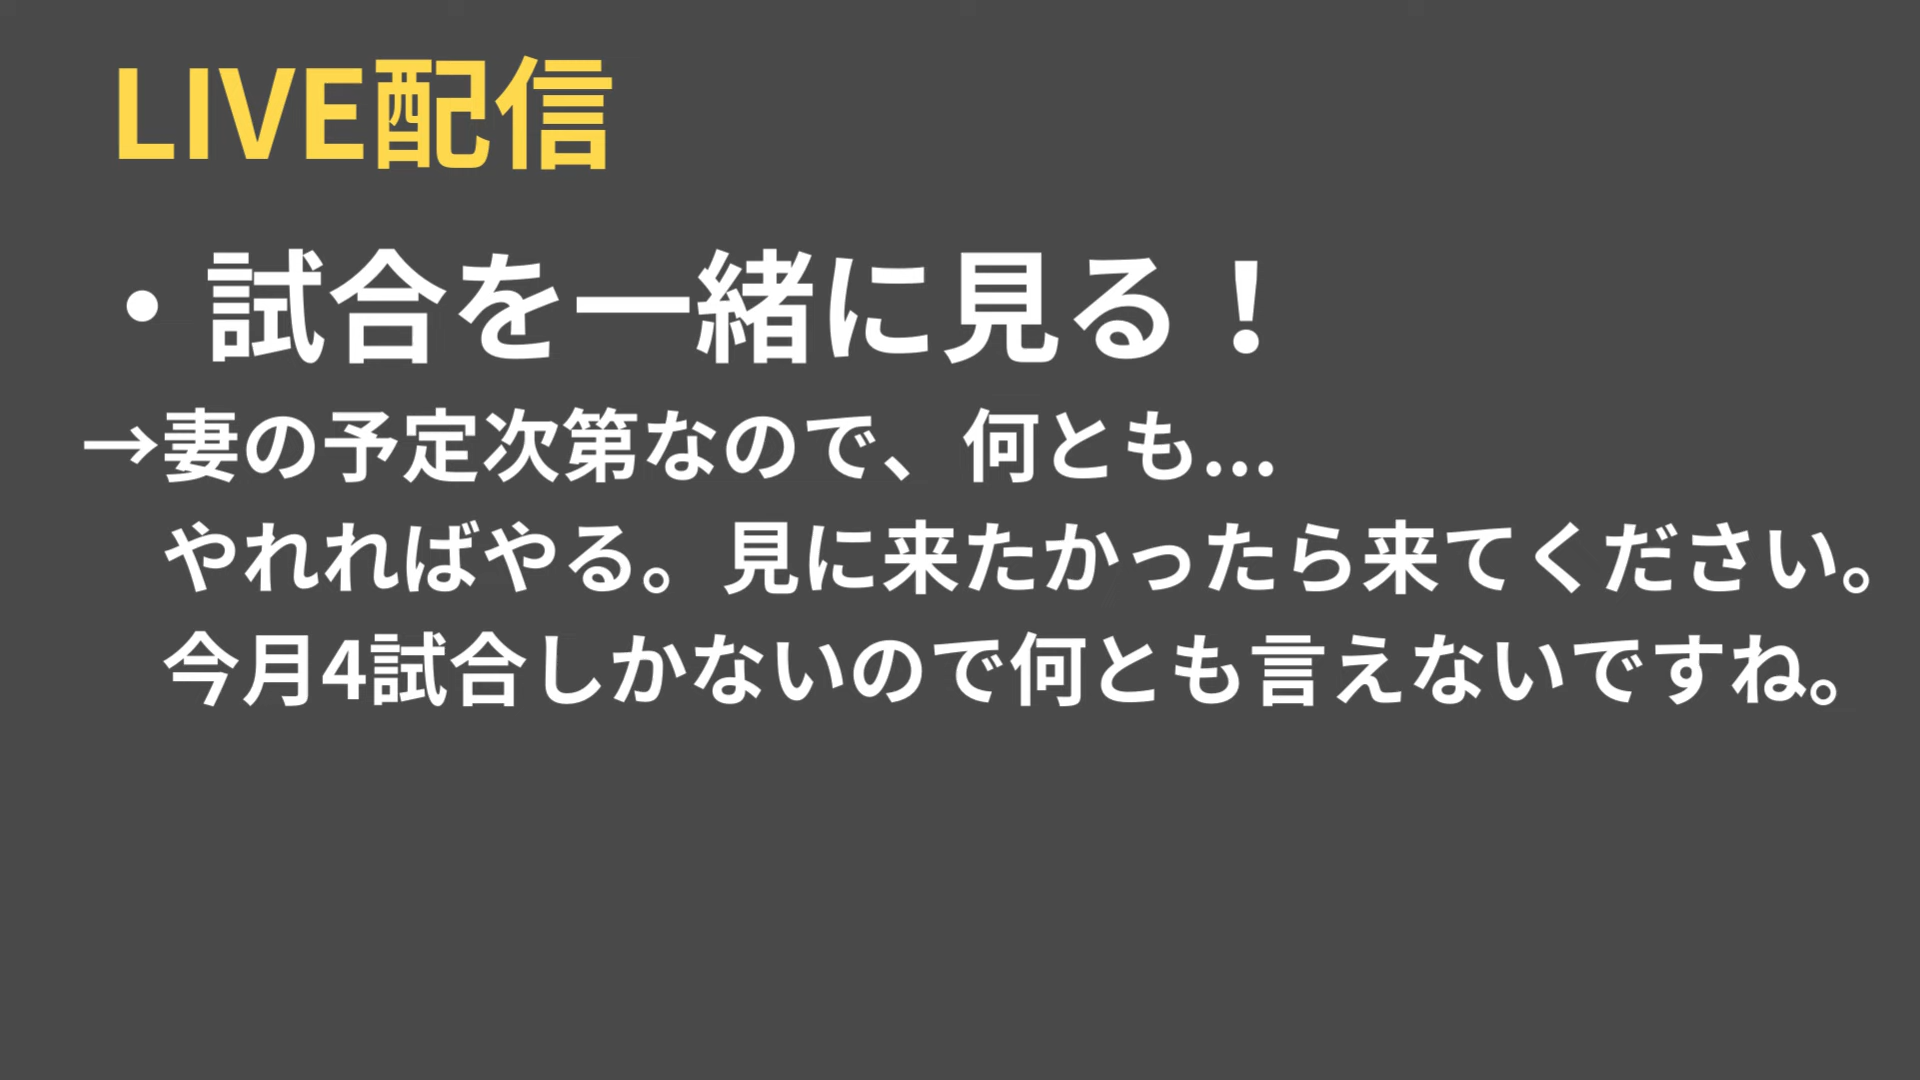 LIVE配信
・試合を一緒に見る！
→妻の予定次第なので、何とも...
やれればやる。見に来たかったら来てください。
今月4試合しかないので何とも言えないですね。